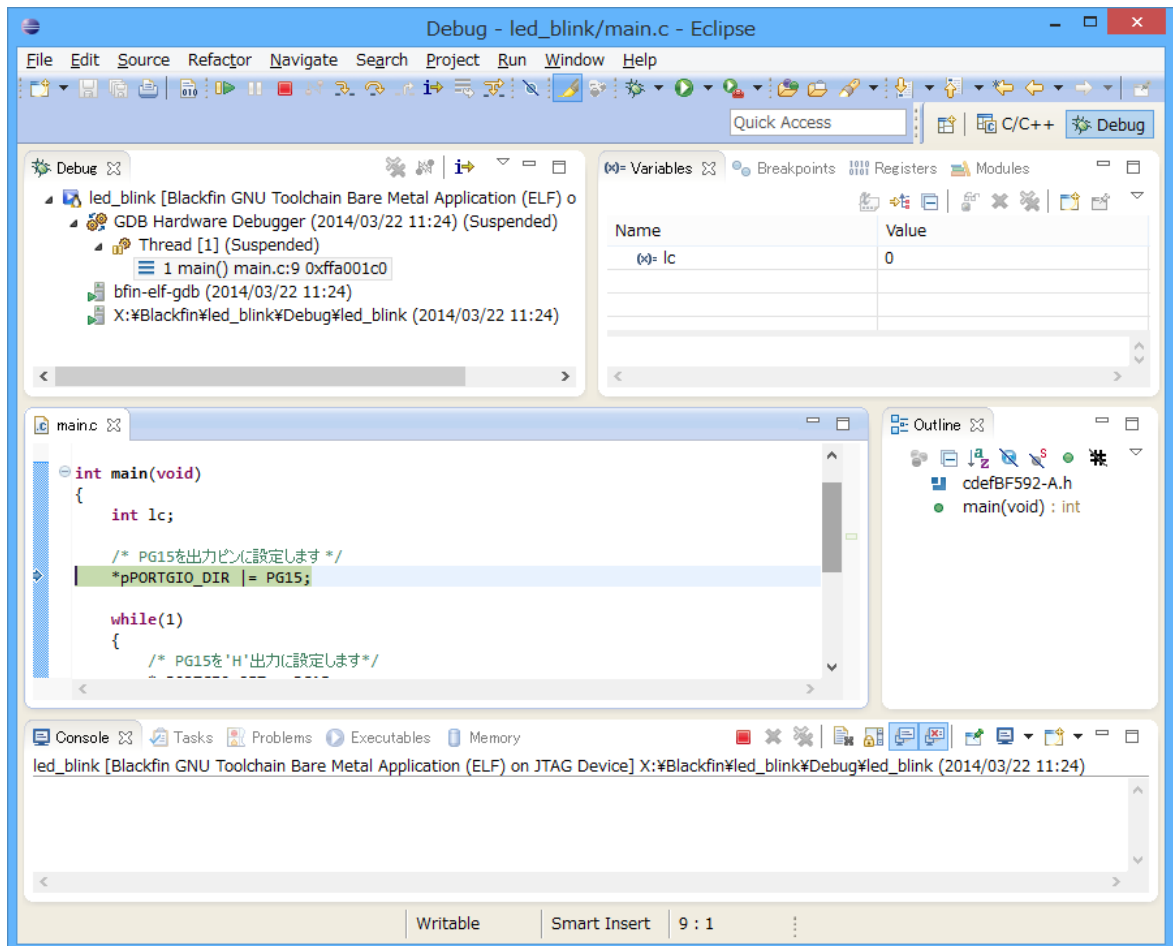 Debug - led_blink/main.c - Eclipse
File Edit Source Refactor Navigate Search Project Run Window Help
Quick Access C/C++ Debug
Debug
led_blink [Blackfin GNU Toolchain Bare Metal Application (ELF) o
GDB Hardware Debugger (2014/03/22 11:24) (Suspended)
Thread [1] (Suspended)
1 main() main.c:9 0xffa001c0
bfin-elf-gdb (2014/03/22 11:24)
X:¥Blackfin¥led_blink¥Debug¥led_blink (2014/03/22 11:24)
(x)= Variables Breakpoints Registers Modules
Name Value
(x)= lc 0
main.c
int main(void)
{
int lc;
/* PG15を出力ピンに設定します */
*pPORTGIO_DIR |= PG15;
while(1)
{
/* PG15を'H'出力に設定します*/
Outline
cdefBF592-A.h
main(void) : int
Console Tasks Problems Executables Memory
led_blink [Blackfin GNU Toolchain Bare Metal Application (ELF) on JTAG Device] X:¥Blackfin¥led_blink¥Debug¥led_blink (2014/03/22 11:24)
Writable Smart Insert 9 : 1